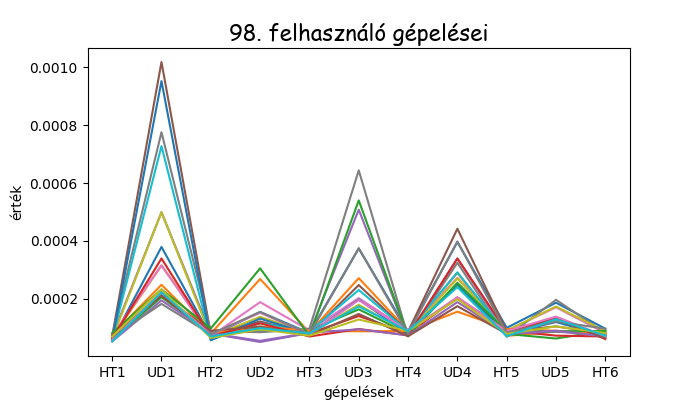 98. felhasználó gépelései
0.0010
0.0008
0.0006
0.0004
0.0002
érték
HT1 UD1 HT2 UD2 HT3 UD3 HT4 UD4 HT5 UD5 HT6
gépelések